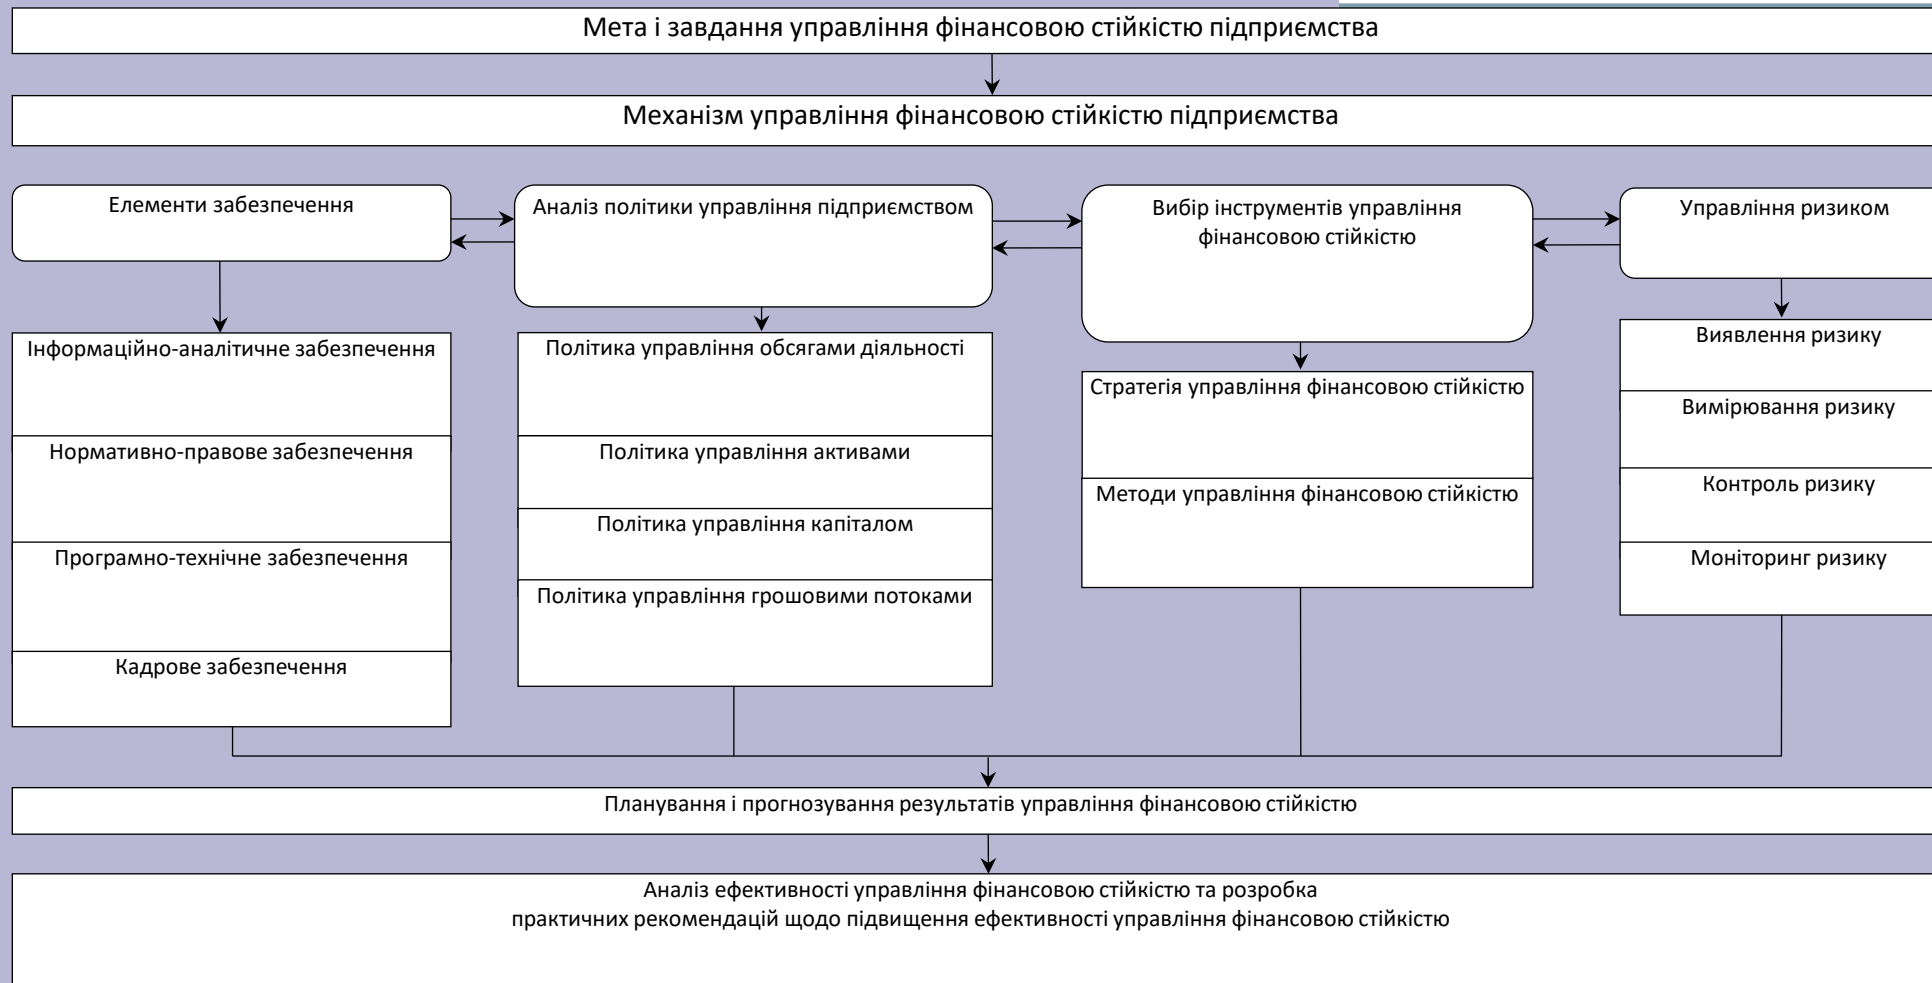 Мета і завдання управління фінансовою стійкістю підприємства
Механізм управління фінансовою стійкістю підприємства
Елементи забезпечення
Аналіз політики управління підприємством
Вибір інструментів управління
фінансовою стійкістю
Управління ризиком
Інформаційно-аналітичне забезпечення
Нормативно-правове забезпечення
Програмно-технічне забезпечення
Кадрове забезпечення
Політика управління обсягами діяльності
Політика управління активами
Політика управління капіталом
Політика управління грошовими потоками
Стратегія управління фінансовою стійкістю
Методи управління фінансовою стійкістю
Виявлення ризику
Вимірювання ризику
Контроль ризику
Моніторинг ризику
Планування і прогнозування результатів управління фінансовою стійкістю
Аналіз ефективності управління фінансовою стійкістю та розробка
практичних рекомендацій щодо підвищення ефективності управління фінансовою стійкістю